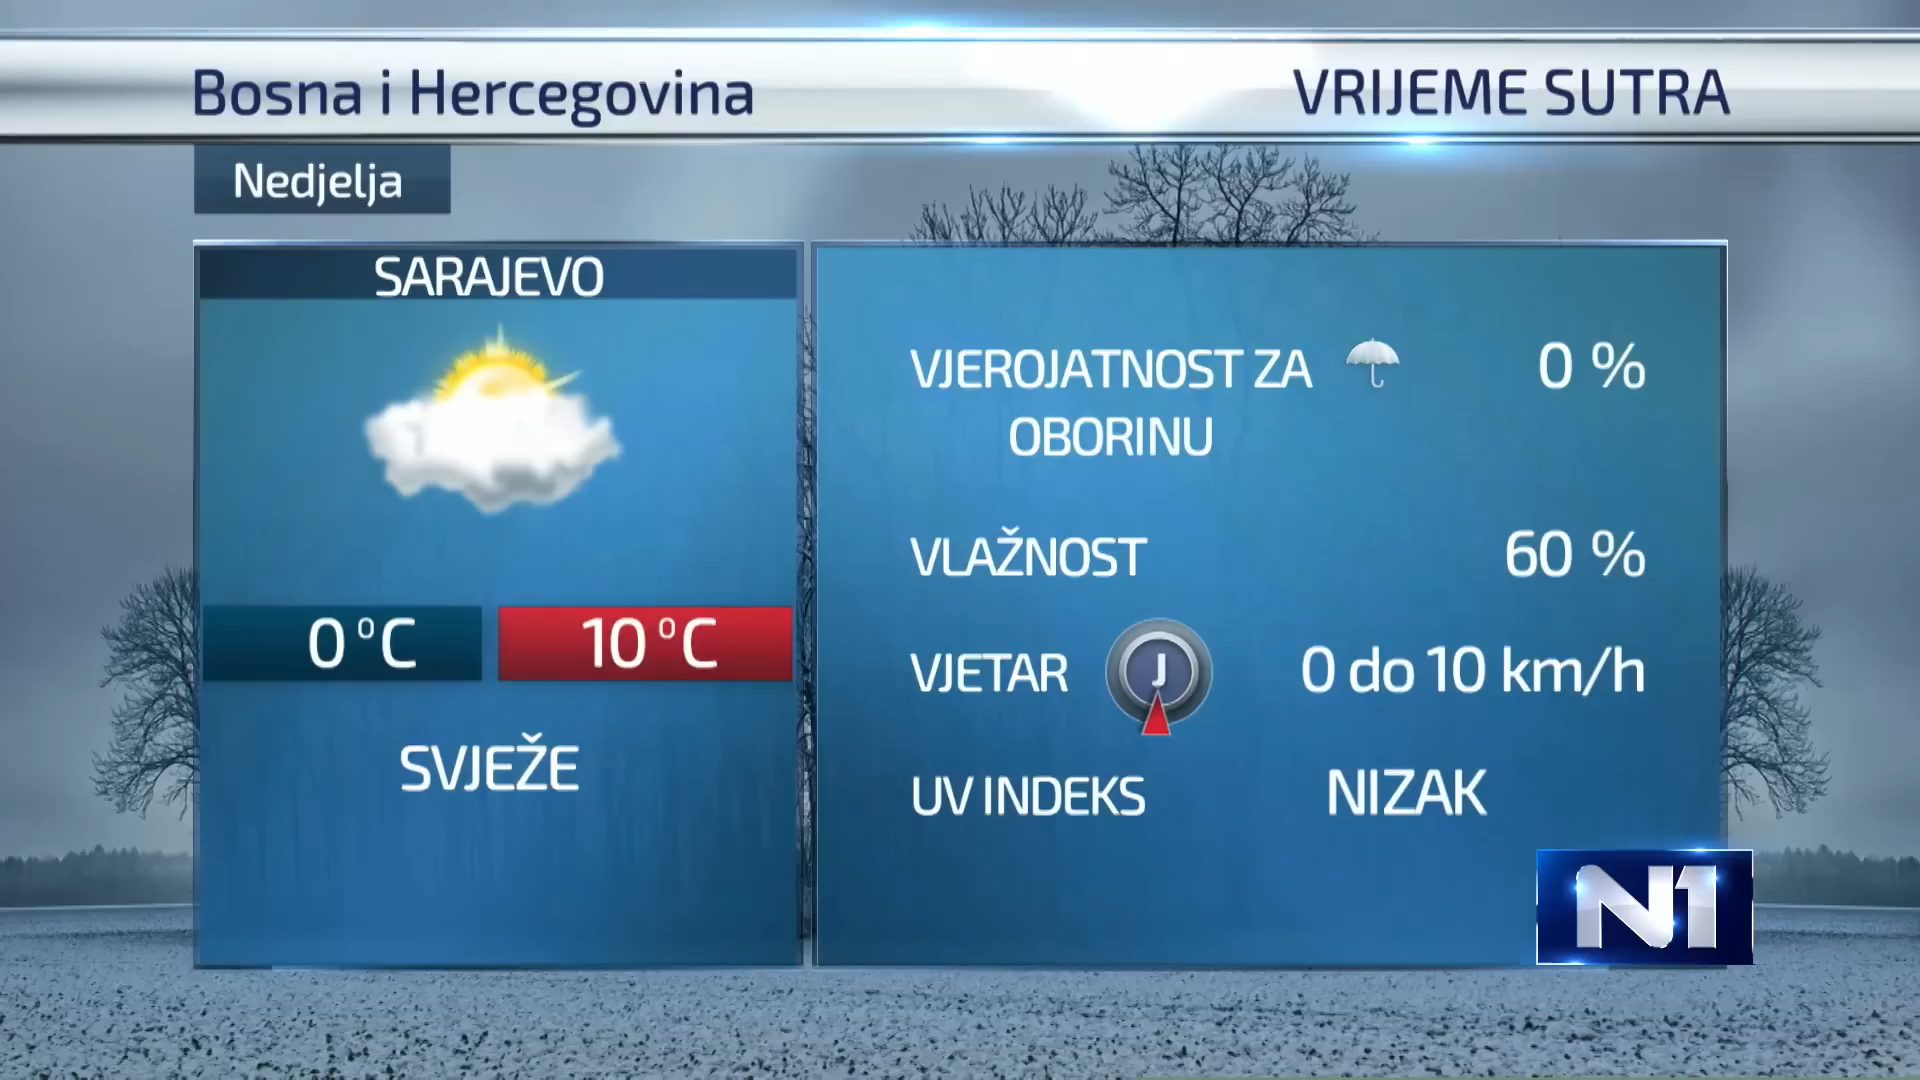 Bosna i Hercegovina
VRIJEME SUTRA
Nedjelja
SARAJEVO
0 °C
10 °C
SVJEŽE
VJEROJATNOST ZA
OBORINU
0 %
VLAŽNOST
60 %
VJETAR
J
0 do 10 km/h
UV INDEKS
NIZAK
N1